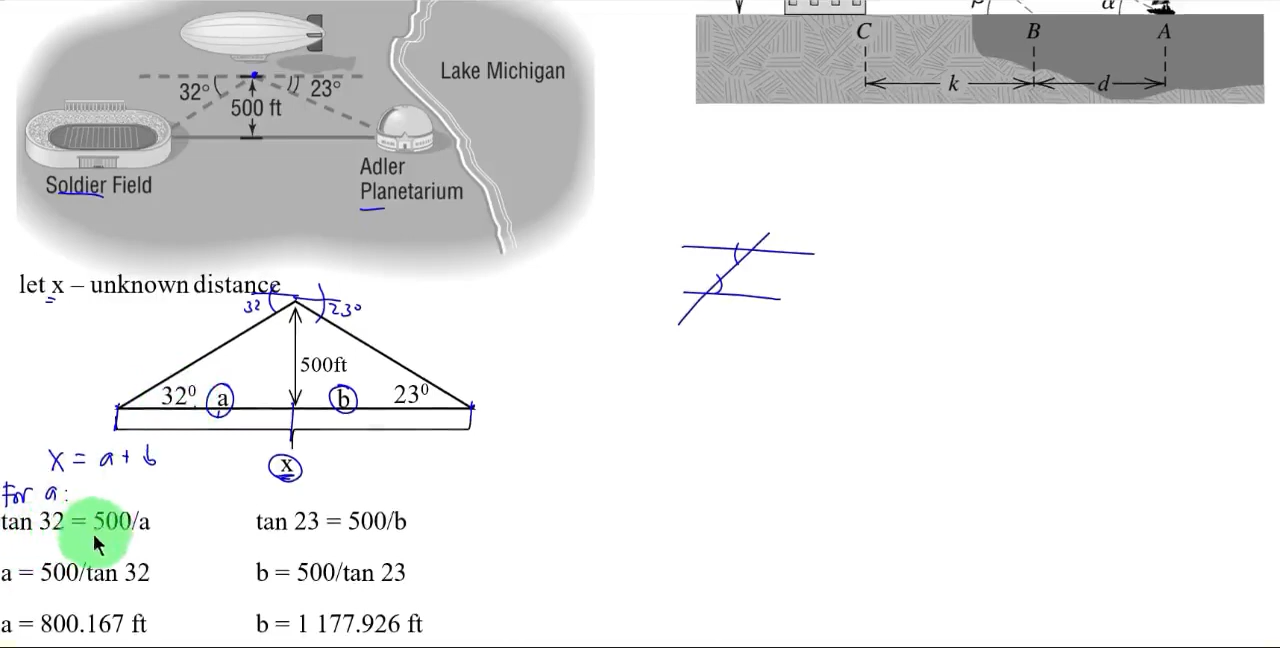 Lake Michigan
32° 23°
500 ft
Soldier Field
Adler
Planetarium
C B A
k d
let x – unknown distance
32 23°
500ft
32⁰ a b 23⁰
x = a + b
x
For a:
tan 32 = 500/a tan 23 = 500/b
a = 500/tan 32 b = 500/tan 23
a = 800.167 ft b = 1 177.926 ft